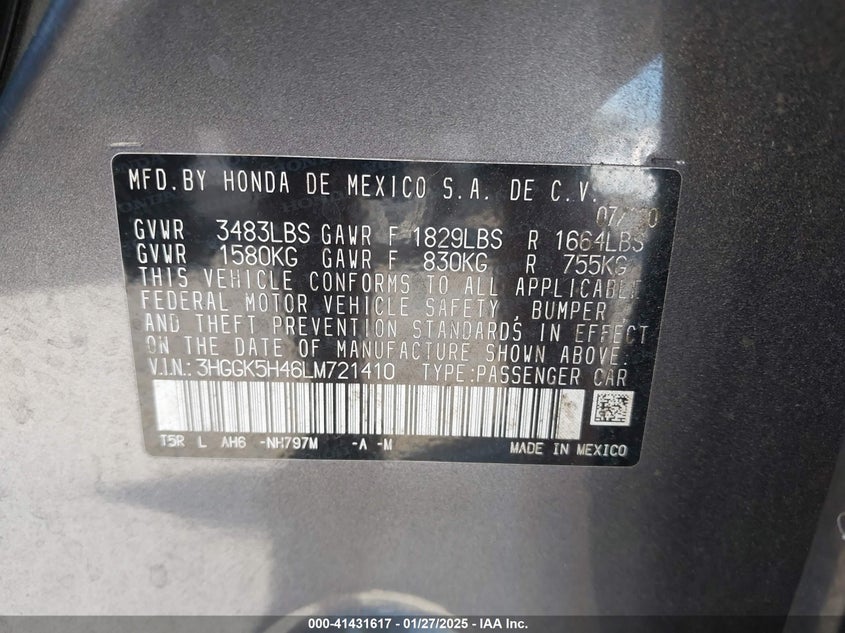 MFD.BY HONDA DE MEXICO S.A. DE C.V.
GVWR 3483LBS GAWR F 1829LBS R 1664LBS
GVWR 1580KG GAWR F 830KG R 755KG
THIS VEHICLE CONFORMS TO ALL APPLICABLE
FEDERAL MOTOR VEHICLE SAFETY, BUMPER
AND THEFT PREVENTION STANDARDS IN EFFECT
ON THE DATE OF MANUFACTURE SHOWN ABOVE.
V.I.N.: 3HGGK5H46LM721410 TYPE:PASSENGER CAR
T5R L AH6 -NH797M -A -M
MADE IN MEXICO
000-41431617 - 01/27/2025 - © IAA Inc.